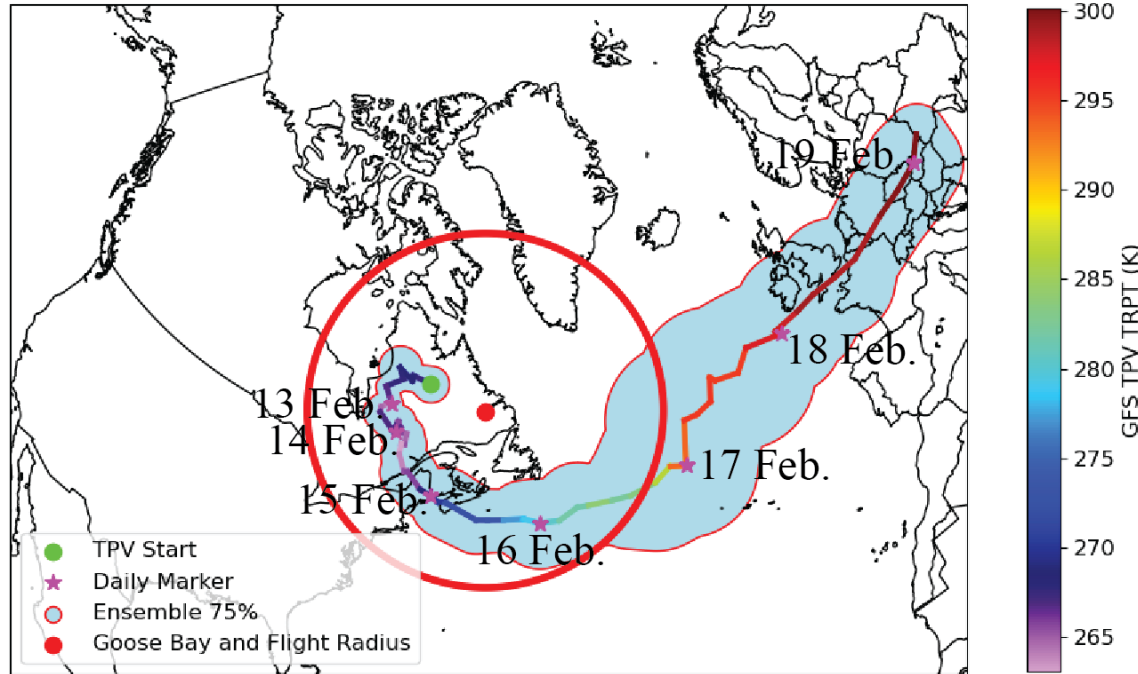 19 Feb.
18 Feb.
13 Feb.
14 Feb.
17 Feb.
15 Feb.
16 Feb.
TPV Start
Daily Marker
Ensemble 75%
Goose Bay and Flight Radius
300
295
290
285
280
275
270
265
GFS TPV TRPT (K)